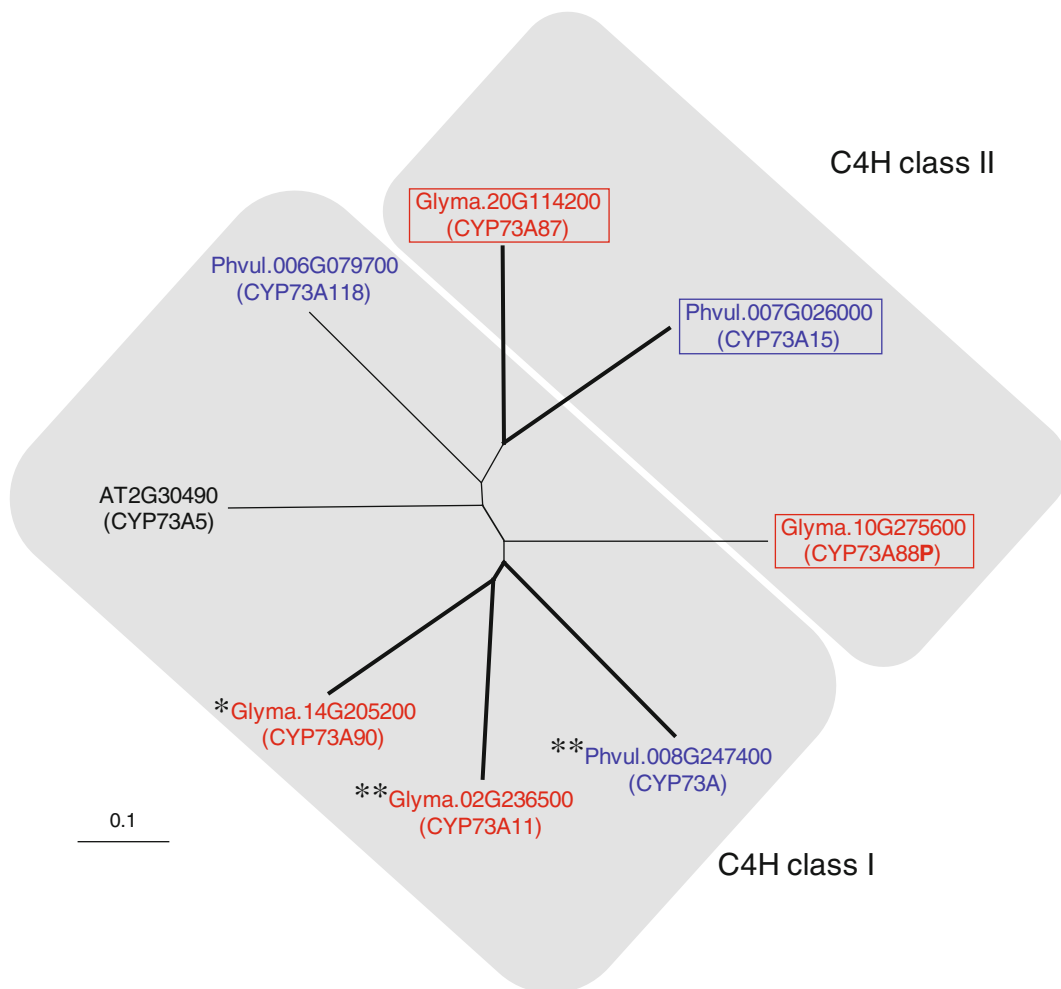 C4H class II
Glyma.20G114200
(CYP73A87)
Phvul.006G079700
(CYP73A118)
Phvul.007G026000
(CYP73A15)
AT2G30490
(CYP73A5)
Glyma.10G275600
(CYP73A88P)
*Glyma.14G205200
(CYP73A90)
**Phvul.008G247400
(CYP73A)
**Glyma.02G236500
(CYP73A11)
0.1
C4H class I